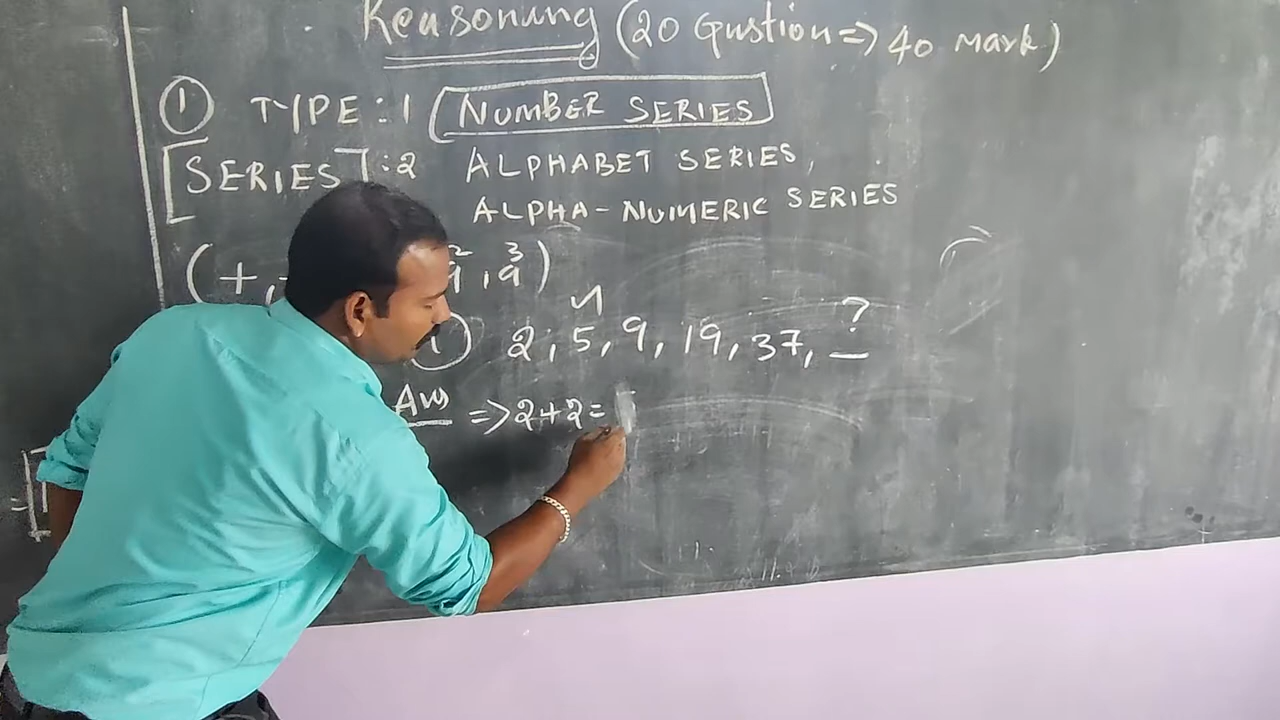 Reasoning (20 Qustion => 40 Mark)
① TYPE : 1 NUMBER SERIES
[SERIES] : 2 ALPHABET SERIES,
ALPHA-NUMERIC SERIES
(+, , a³)
2, 5, 9, 19, 37, ?
Ans => 2+2=